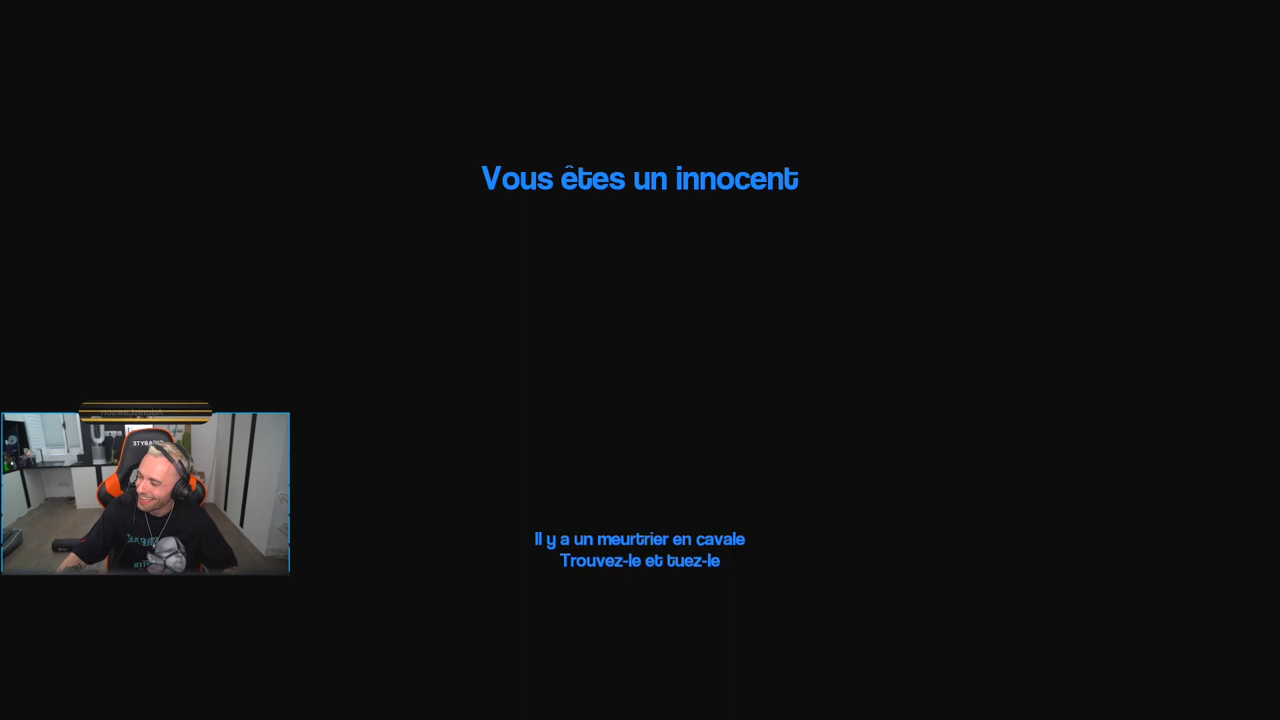 Vous êtes un innocent
Il y a un meurtrier en cavale
Trouvez-le et tuez-le